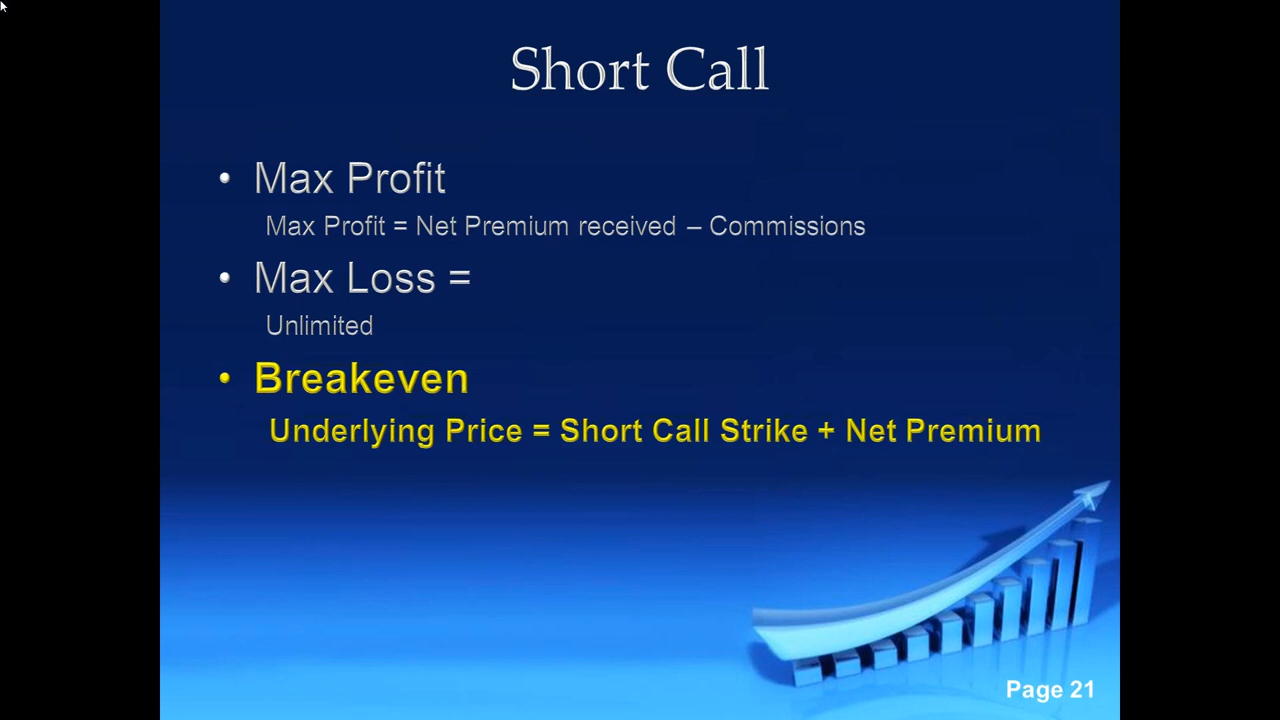 Short Call
• Max Profit
Max Profit = Net Premium received – Commissions
• Max Loss =
Unlimited
• Breakeven
Underlying Price = Short Call Strike + Net Premium
Page 21